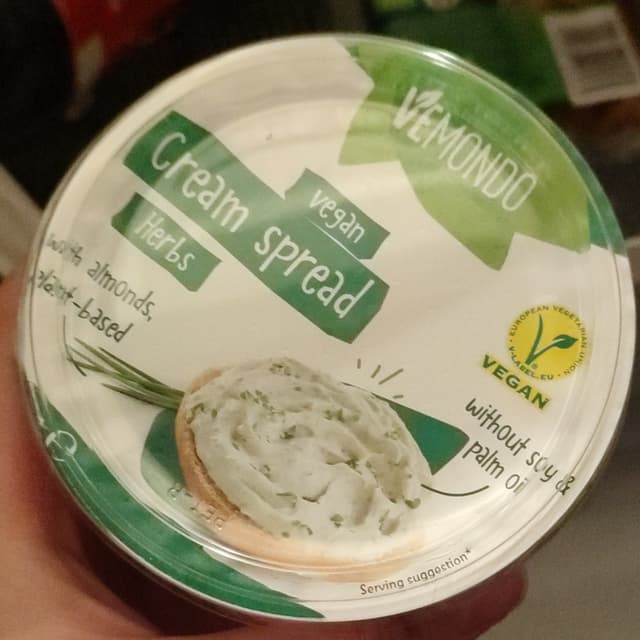 VEMONDO
Cream spread
vegan
Herbs
with almonds,
plant-based
EUROPEAN VEGETARIAN UNION
V-LABEL.EU
VEGAN
without soy &
palm oil
Serving suggestion*